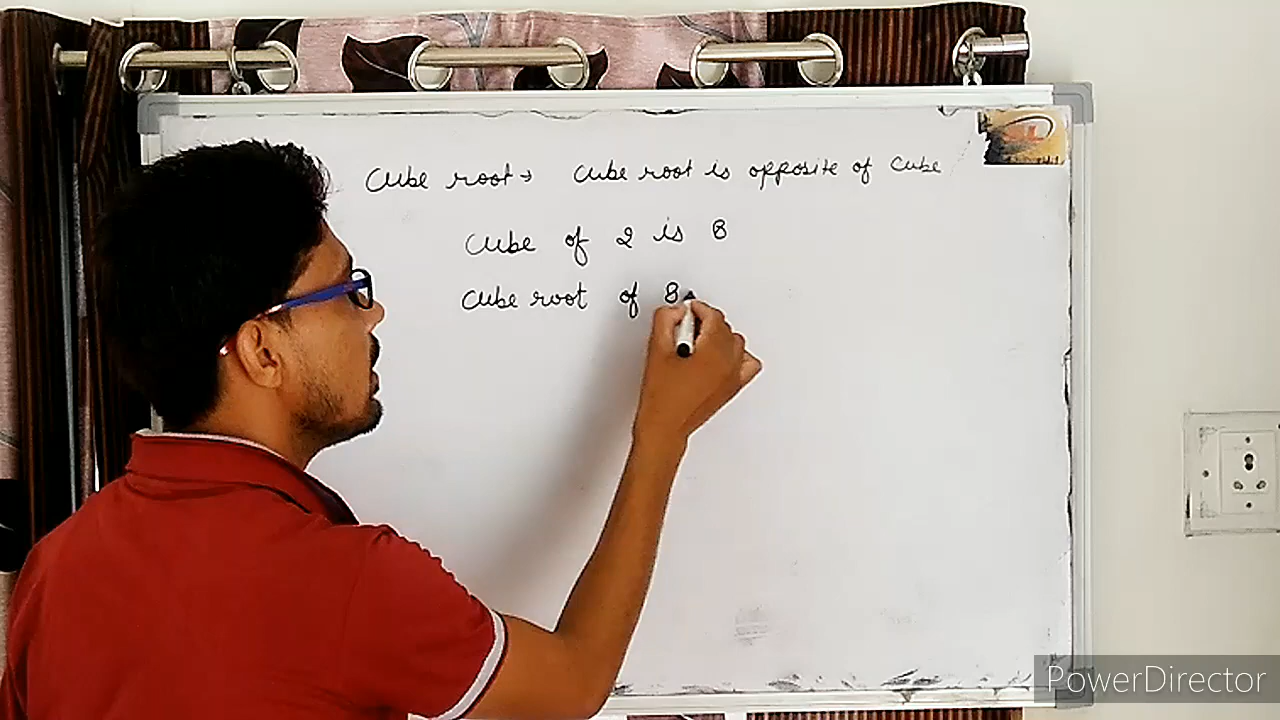 Cube root → Cube root is opposite of Cube
Cube of 2 is 8
Cube root of 8
PowerDirector